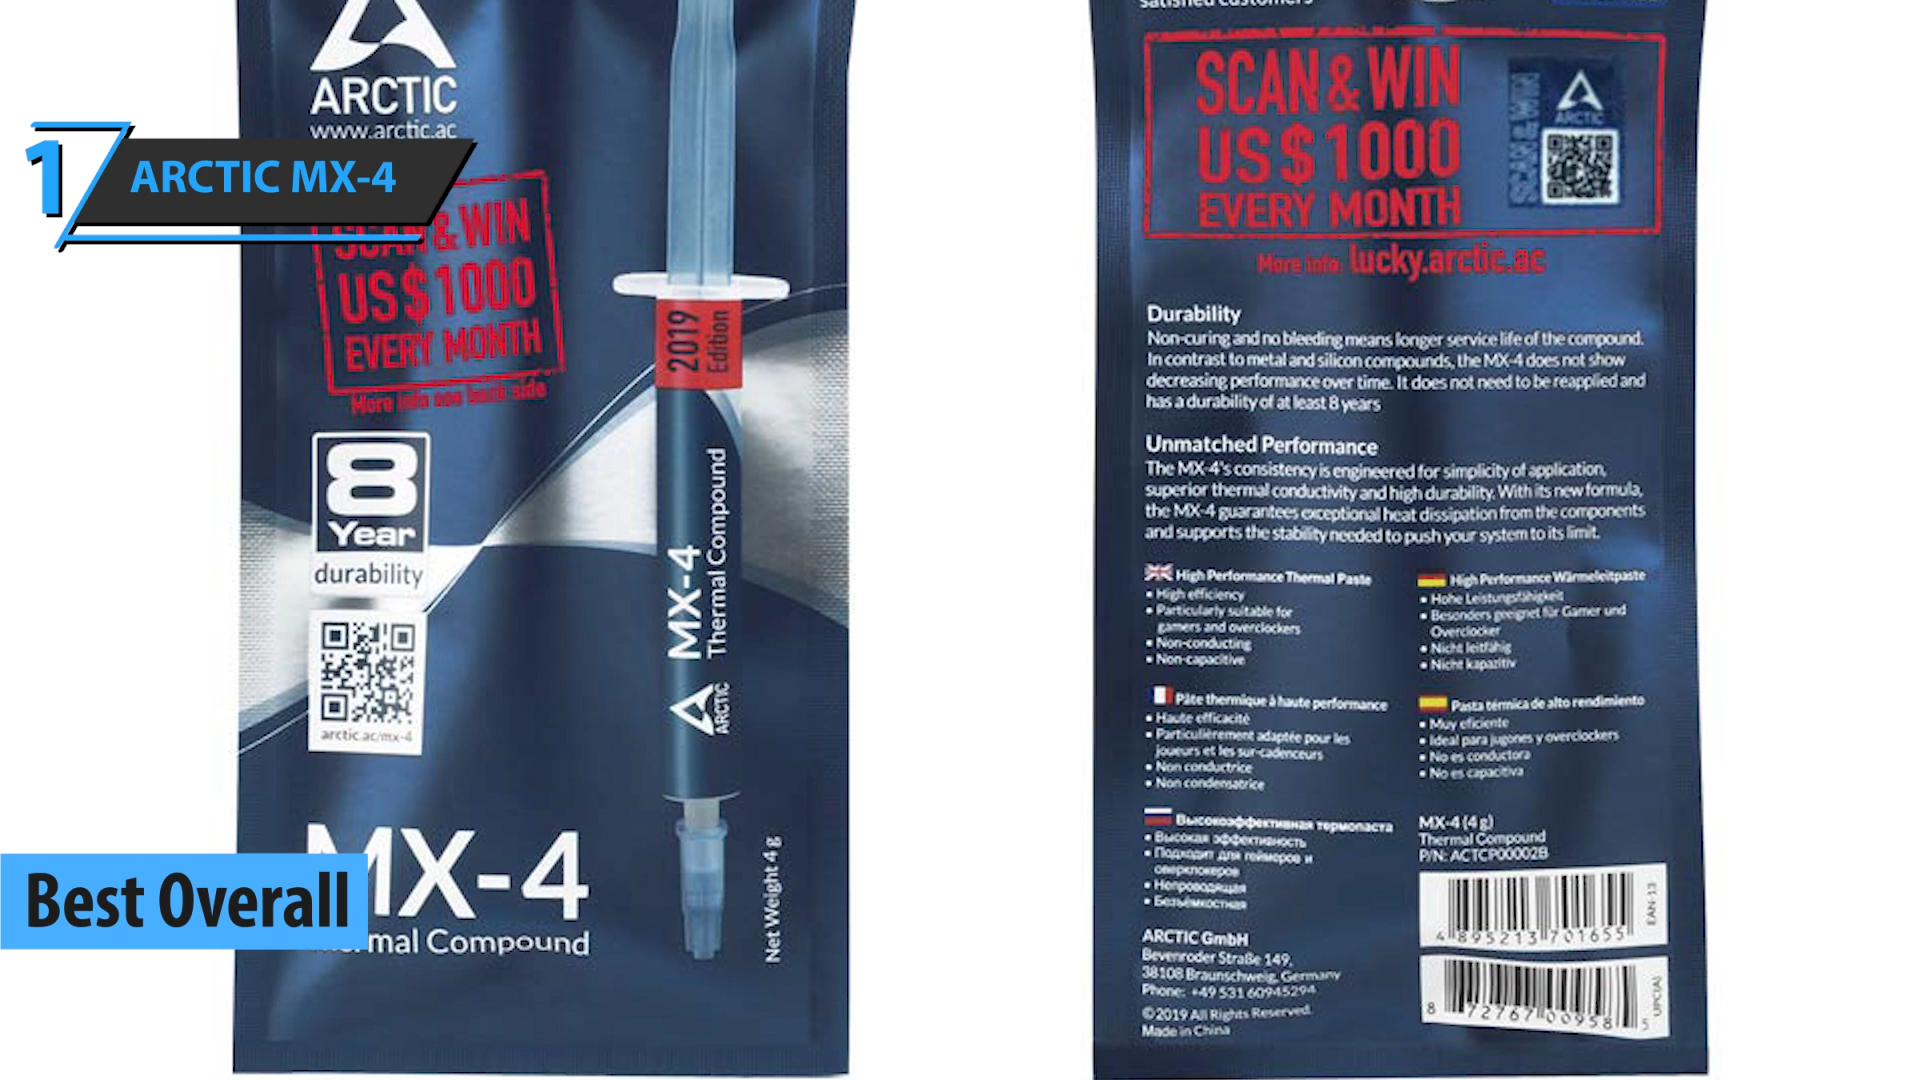 1 ARCTIC MX-4
Best Overall
ARCTIC
www.arctic.ac
SCAN & WIN
US $ 1000
EVERY MONTH
More info see back side
8
Year
durability
arctic.ac/mx-4
2019
Edition
MX-4
Thermal Compound
ARCTIC
MX-4
mal Compound
Net Weight 4 g
satisfied customers
SCAN & WIN
US $ 1000
EVERY MONTH
SCAN & WIN
ARCTIC
More info: lucky.arctic.ac
Durability
Non-curing and no bleeding means longer service life of the compound.
In contrast to metal and silicon compounds, the MX-4 does not show
decreasing performance over time. It does not need to be reapplied and
has a durability of at least 8 years
Unmatched Performance
The MX-4's consistency is engineered for simplicity of application,
superior thermal conductivity and high durability. With its new formula,
the MX-4 guarantees exceptional heat dissipation from the components
and supports the stability needed to push your system to its limit.
High Performance Thermal Paste
• High efficiency
• Particularly suitable for
gamers and overclockers
• Non-conducting
• Non-capacitive
High Performance Wärmeleitpaste
• Hohe Leistungsfähigkeit
• Besonders geeignet für Gamer und
Overclocker
• Nicht leitfähig
• Nicht kapazitiv
Pâte thermique à haute performance
• Haute efficacité
• Particulièrement adaptée pour les
joueurs et les sur-cadenceurs
• Non conductrice
• Non condensatrice
Pasta térmica de alto rendimiento
• Muy eficiente
• Ideal para jugones y overclockers
• No es conductora
• No es capacitiva
Высокоэффективная термопаста
• Высокая эффективность
• Подходит для геймеров и
оверклокеров
• Непроводящая
• Безъёмкостная
MX-4 (4 g)
Thermal Compound
P/N: ACTCP00002B
4 895213 701655
EAN-13
8 72767 00958 5
UPC(A)
ARCTIC GmbH
Bevenroder Straße 149,
38108 Braunschweig, Germany
Phone: +49 531 60945294
©2019 All Rights Reserved.
Made in China